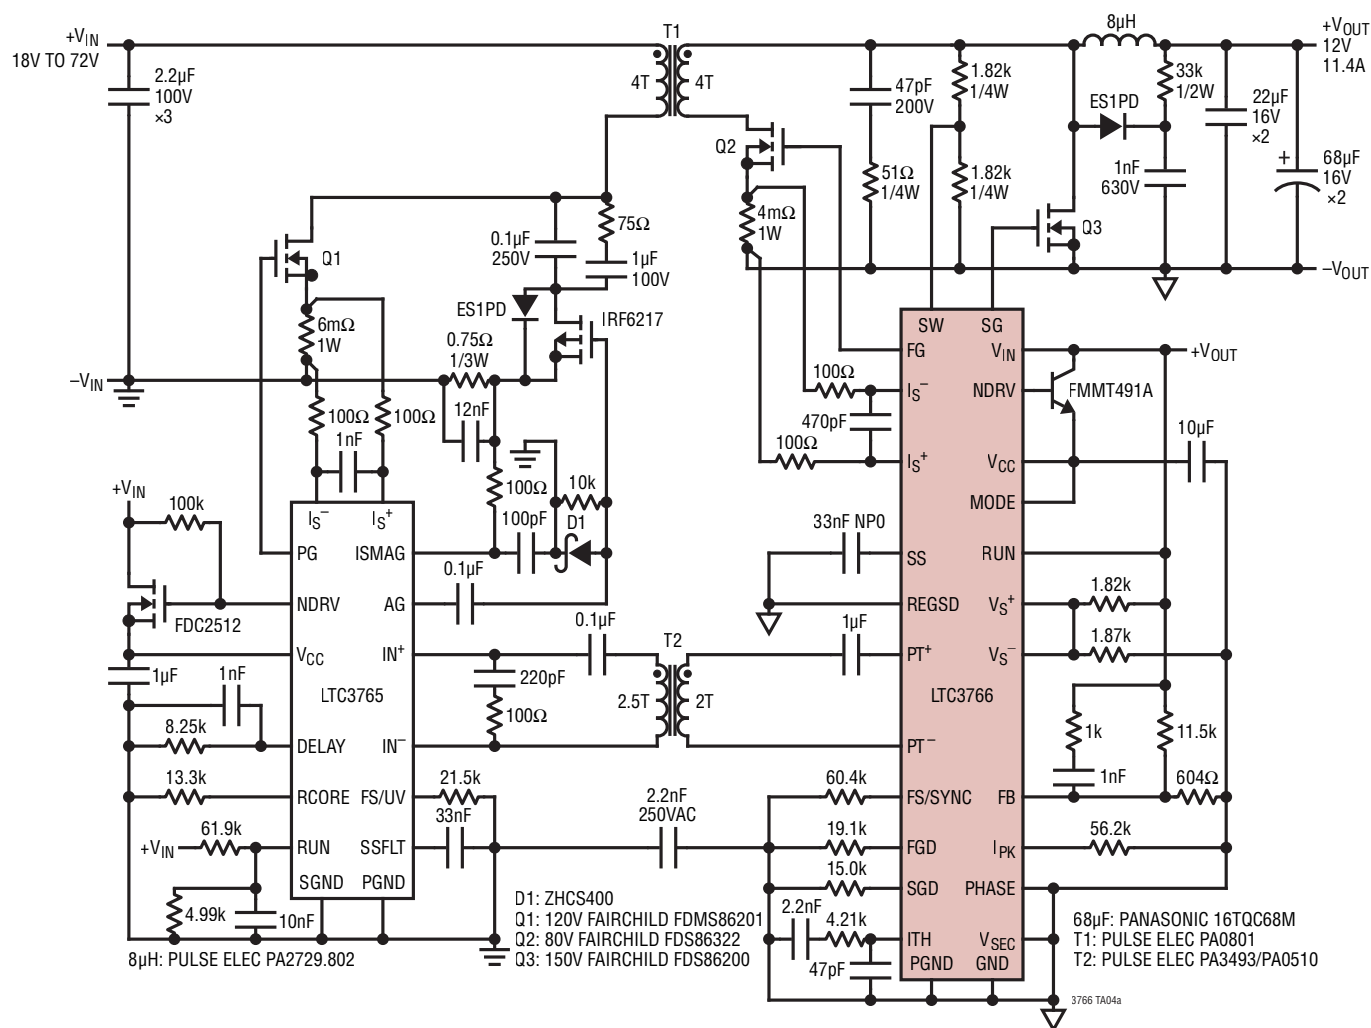 +VIN
18V TO 72V
2.2µF
100V
×3
T1
4T
4T
8µH
+VOUT
12V
11.4A
47pF
200V
1.82k
1/4W
ES1PD
33k
1/2W
22µF
16V
×2
Q2
51Ω
1/4W
1.82k
1/4W
1nF
630V
+
68µF
16V
×2
75Ω
4mΩ
1W
Q3
0.1µF
250V
1µF
100V
Q1
–VOUT
ES1PD
IRF6217
6mΩ
1W
0.75Ω
1/3W
SW
SG
FG
VIN
+VOUT
–VIN
100Ω
IS–
NDRV
FMMT491A
100Ω
100Ω
12nF
470pF
10µF
1nF
100Ω
IS+
VCC
+VIN
100k
100Ω
10k
MODE
IS–
IS+
100pF
D1
33nF NP0
PG
ISMAG
SS
RUN
0.1µF
NDRV
AG
REGSD
VS+
1.82k
FDC2512
0.1µF
T2
1µF
VCC
IN+
PT+
VS–
1.87k
1µF
1nF
220pF
LTC3765
2.5T
2T
LTC3766
8.25k
100Ω
1k
11.5k
DELAY
IN–
PT–
13.3k
21.5k
2.2nF
250VAC
60.4k
1nF
604Ω
RCORE
FS/UV
FS/SYNC
FB
61.9k
33nF
19.1k
56.2k
+VIN
RUN
SSFLT
FGD
IPK
SGND
PGND
15.0k
SGD
PHASE
4.99k
10nF
D1: ZHCS400
Q1: 120V FAIRCHILD FDMS86201
Q2: 80V FAIRCHILD FDS86322
Q3: 150V FAIRCHILD FDS86200
2.2nF
4.21k
ITH
VSEC
47pF
PGND
GND
68µF: PANASONIC 16TQC68M
T1: PULSE ELEC PA0801
T2: PULSE ELEC PA3493/PA0510
8µH: PULSE ELEC PA2729.802
3766 TA04a